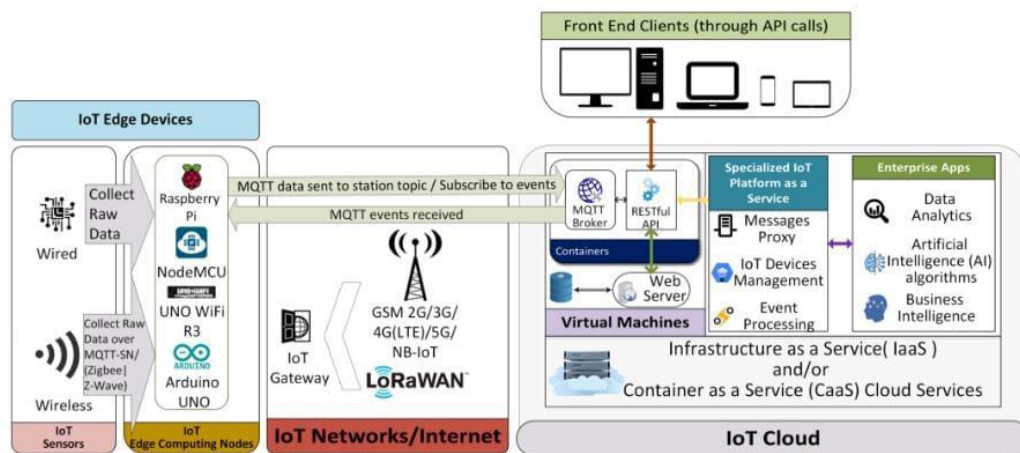 Front End Clients (through API calls)
IoT Edge Devices
Collect
Raw
Data
Wired
Collect Raw
Data over
MQTT-SN/
(Zigbee|
Z-Wave)
Wireless
IoT
Sensors
Raspberry
Pi
NodeMCU
UNO WiFi
R3
ARDUINO
Arduino
UNO
IoT
Edge Computing Nodes
MQTT data sent to station topic / Subscribe to events
MQTT events received
GSM 2G/3G/
4G(LTE)/5G/
NB-IoT
IoT
Gateway
LoRaWAN™
IoT Networks/Internet
MQTT
Broker
RESTful
API
Containers
Web
Server
Virtual Machines
Specialized IoT
Platform as a
Service
Messages
Proxy
IoT Devices
Management
Event
Processing
Enterprise Apps
Data
Analytics
Artificial
Intelligence (AI)
algorithms
Business
Intelligence
Infrastructure as a Service( IaaS )
and/or
Container as a Service (CaaS) Cloud Services
IoT Cloud